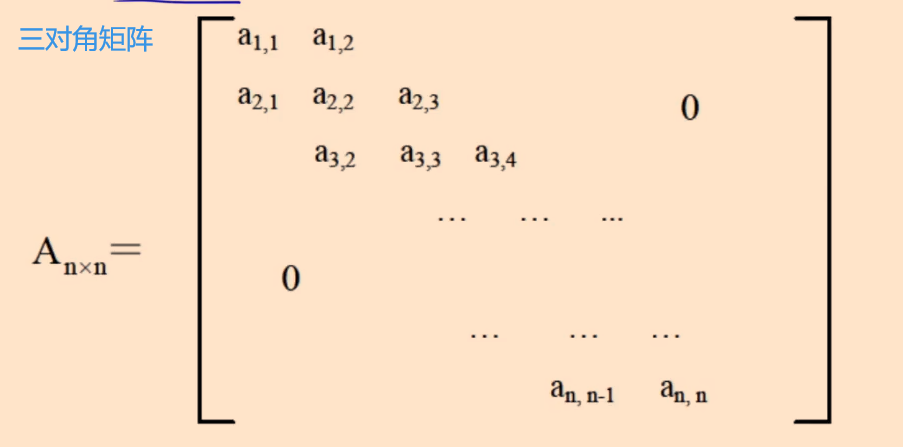 三对角矩阵
a1,1 a1,2
a2,1 a2,2 a2,3 0
a3,2 a3,3 a3,4
… … …
An×n=
0
… … …
an, n-1 an, n